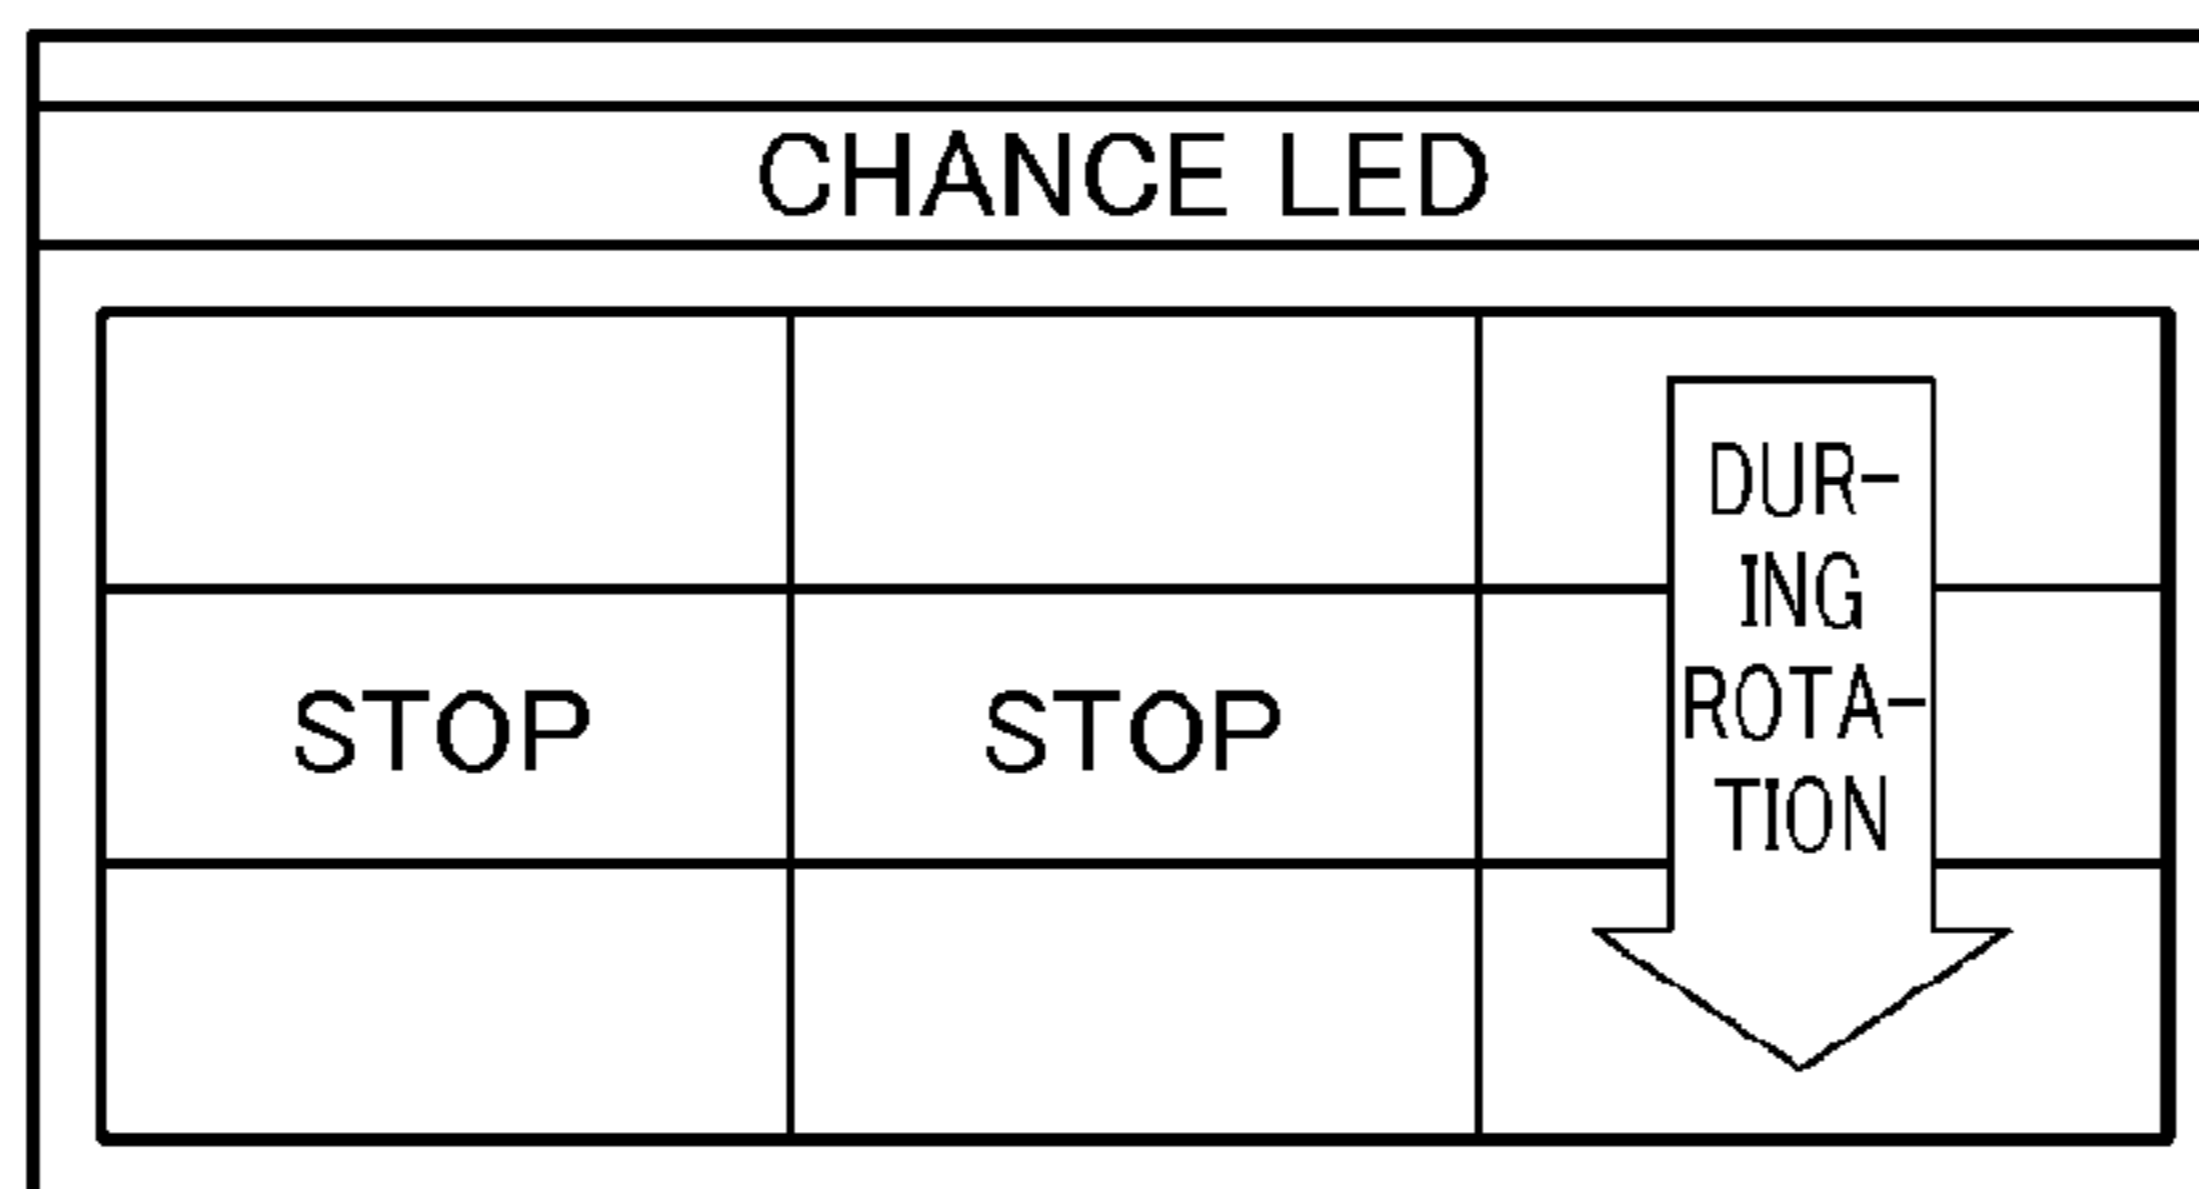 CHANCE LED
DUR-
ING
ROTA-
TION
STOP STOP